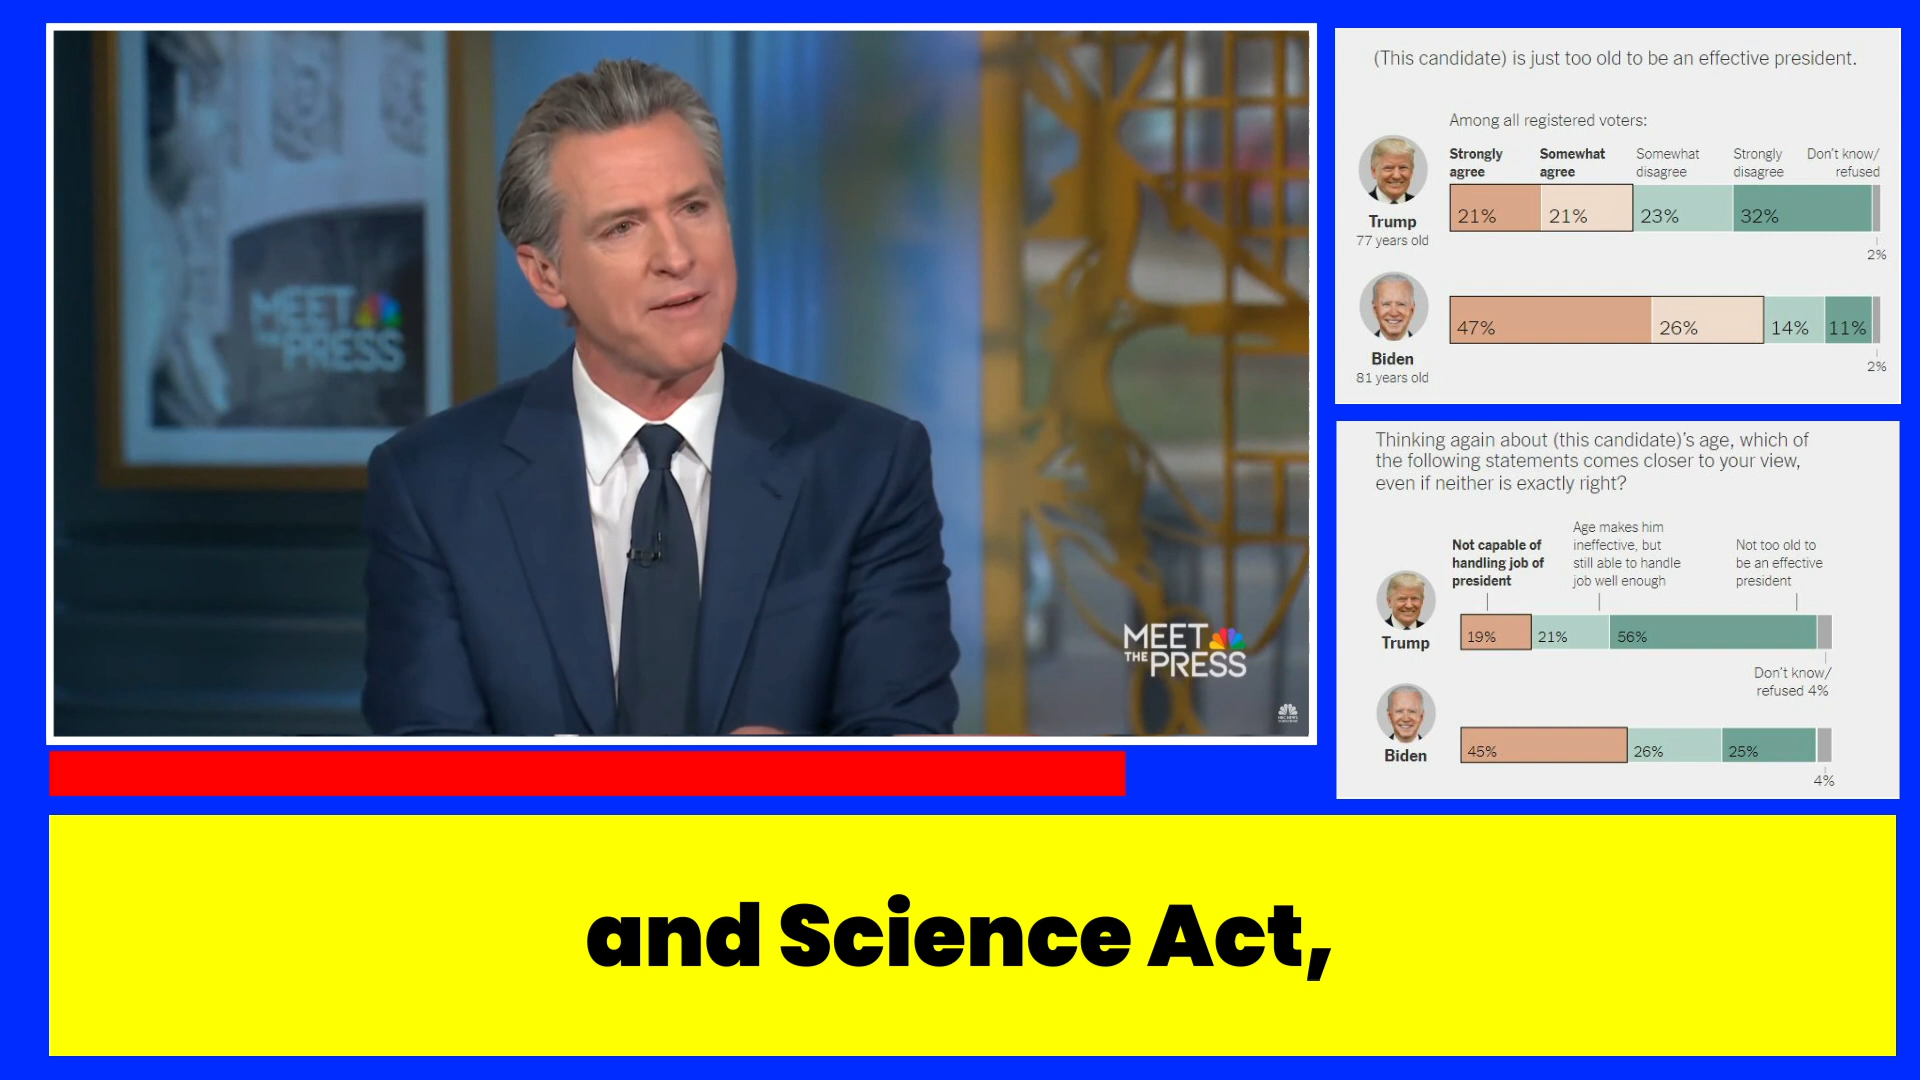 MEET
THE PRESS
MEET
THE PRESS
(This candidate) is just too old to be an effective president.
Among all registered voters:
Strongly agree
Somewhat agree
Somewhat disagree
Strongly disagree
Don't know/ refused
Trump
77 years old
21%
21%
23%
32%
2%
Biden
81 years old
47%
26%
14%
11%
2%
Thinking again about (this candidate)'s age, which of
the following statements comes closer to your view,
even if neither is exactly right?
Not capable of
handling job of
president
Age makes him
ineffective, but
still able to handle
job well enough
Not too old to
be an effective
president
Trump
19%
21%
56%
Don't know/
refused 4%
Biden
45%
26%
25%
4%
and Science Act,